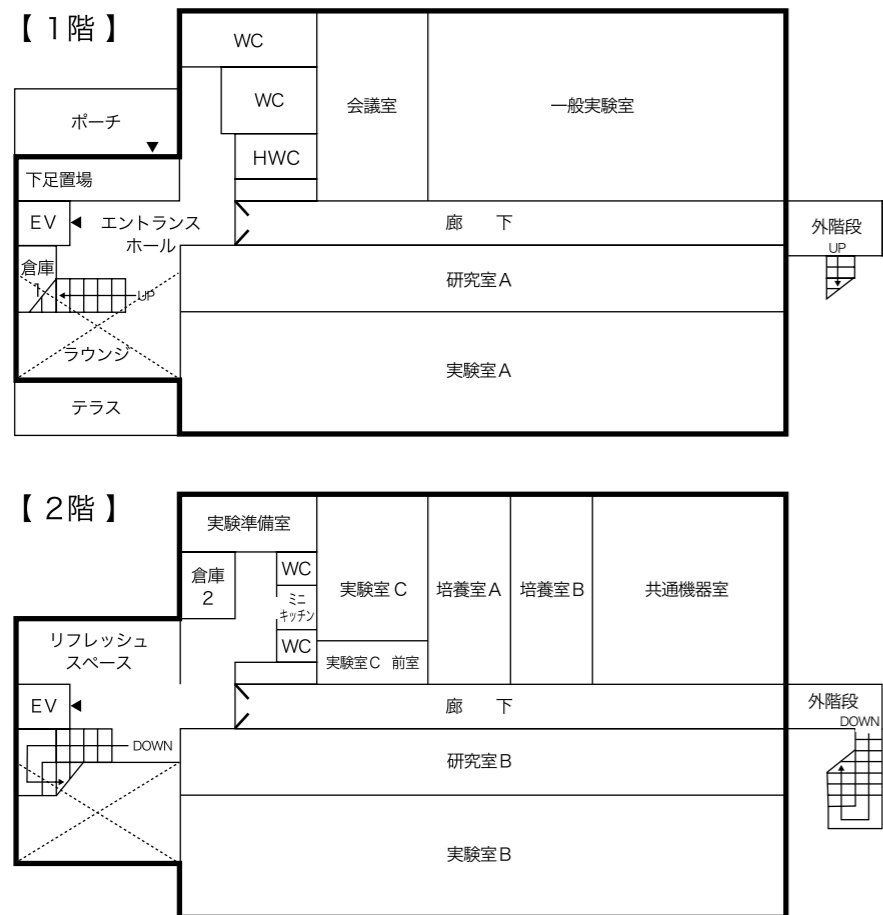 【 1階 】
WC
WC
会議室
一般実験室
ポーチ
HWC
下足置場
EV
エントランス
ホール
廊 下
外階段
UP
倉庫
1
UP
研究室A
ラウンジ
実験室A
テラス
【 2階 】
実験準備室
倉庫
2
WC
ミニ
キッチン
WC
実験室C
培養室A
培養室B
共通機器室
リフレッシュ
スペース
実験室C 前室
EV
廊 下
外階段
DOWN
DOWN
研究室B
実験室B